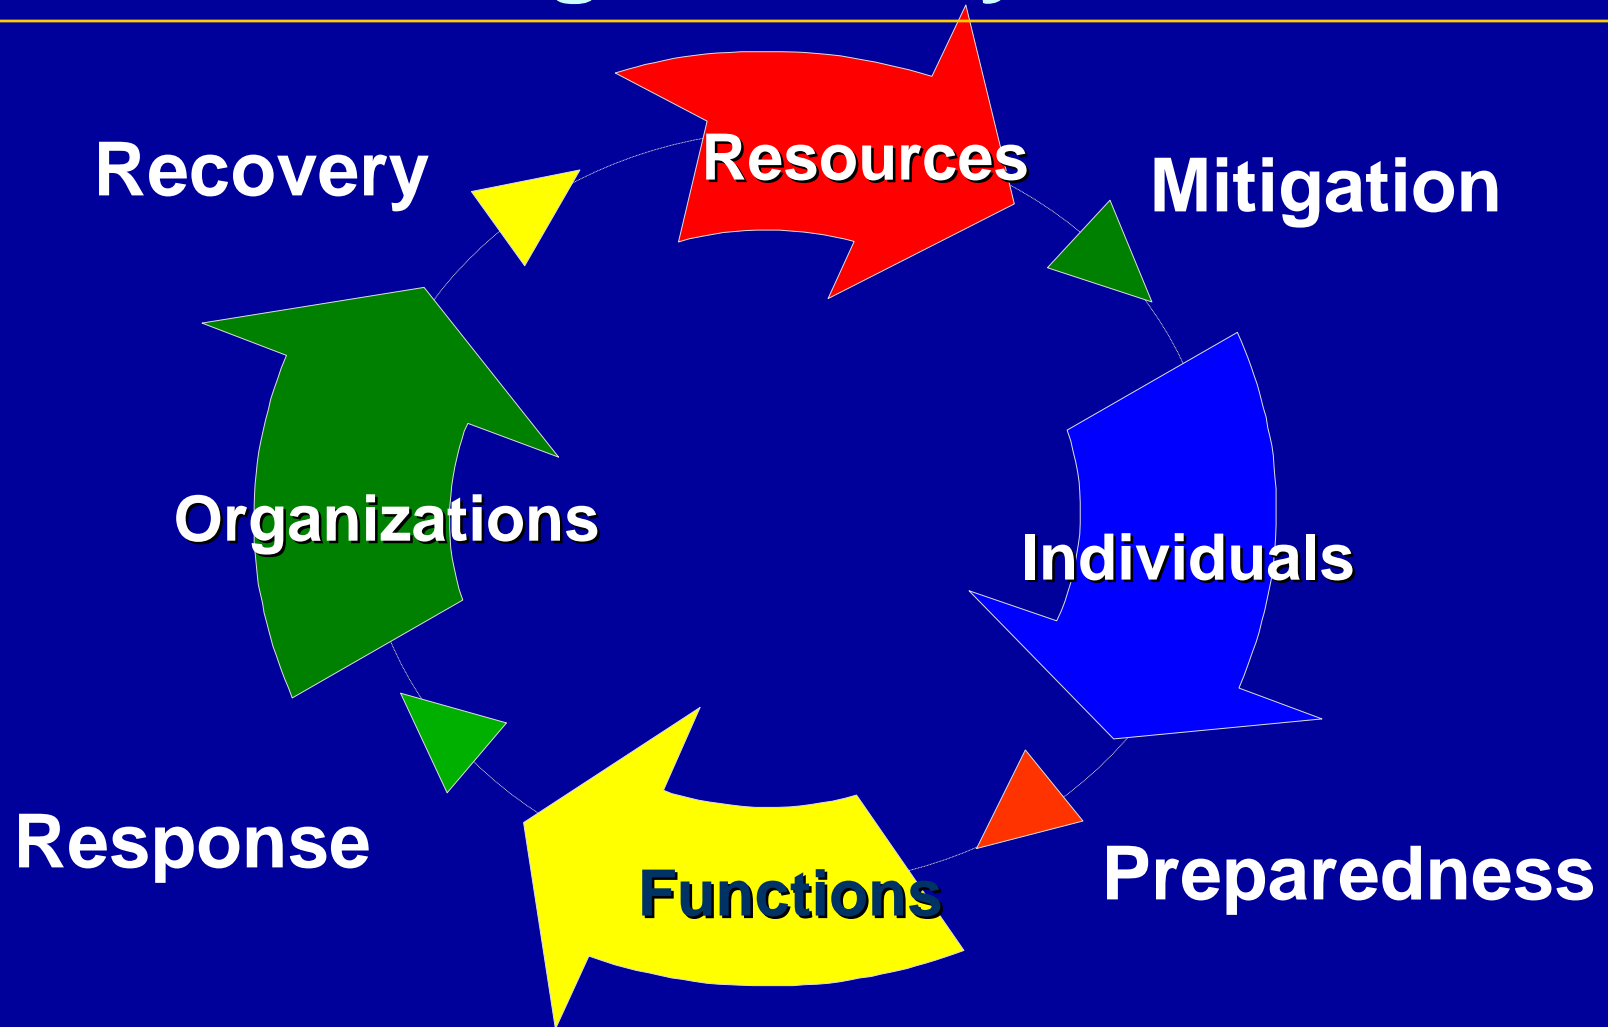 Resources
Recovery
Mitigation
Organizations
Individuals
Response
Functions
Preparedness